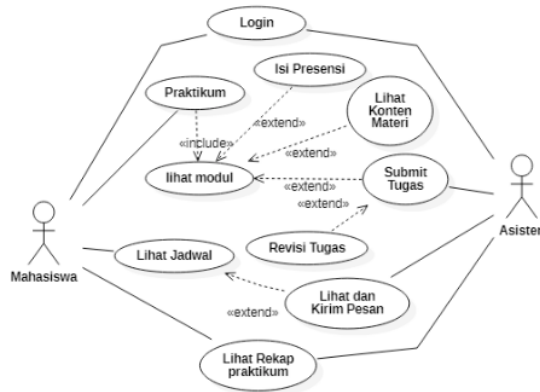 Login
Isi Presensi
Praktikum
Lihat
Konten
Materi
«extend»
«include»
«extend»
lihat modul
Submit
Tugas
«extend»
«extend»
Asisten
Mahasiswa
Lihat Jadwal
Revisi Tugas
Lihat dan
Kirim Pesan
«extend»
Lihat Rekap
praktikum